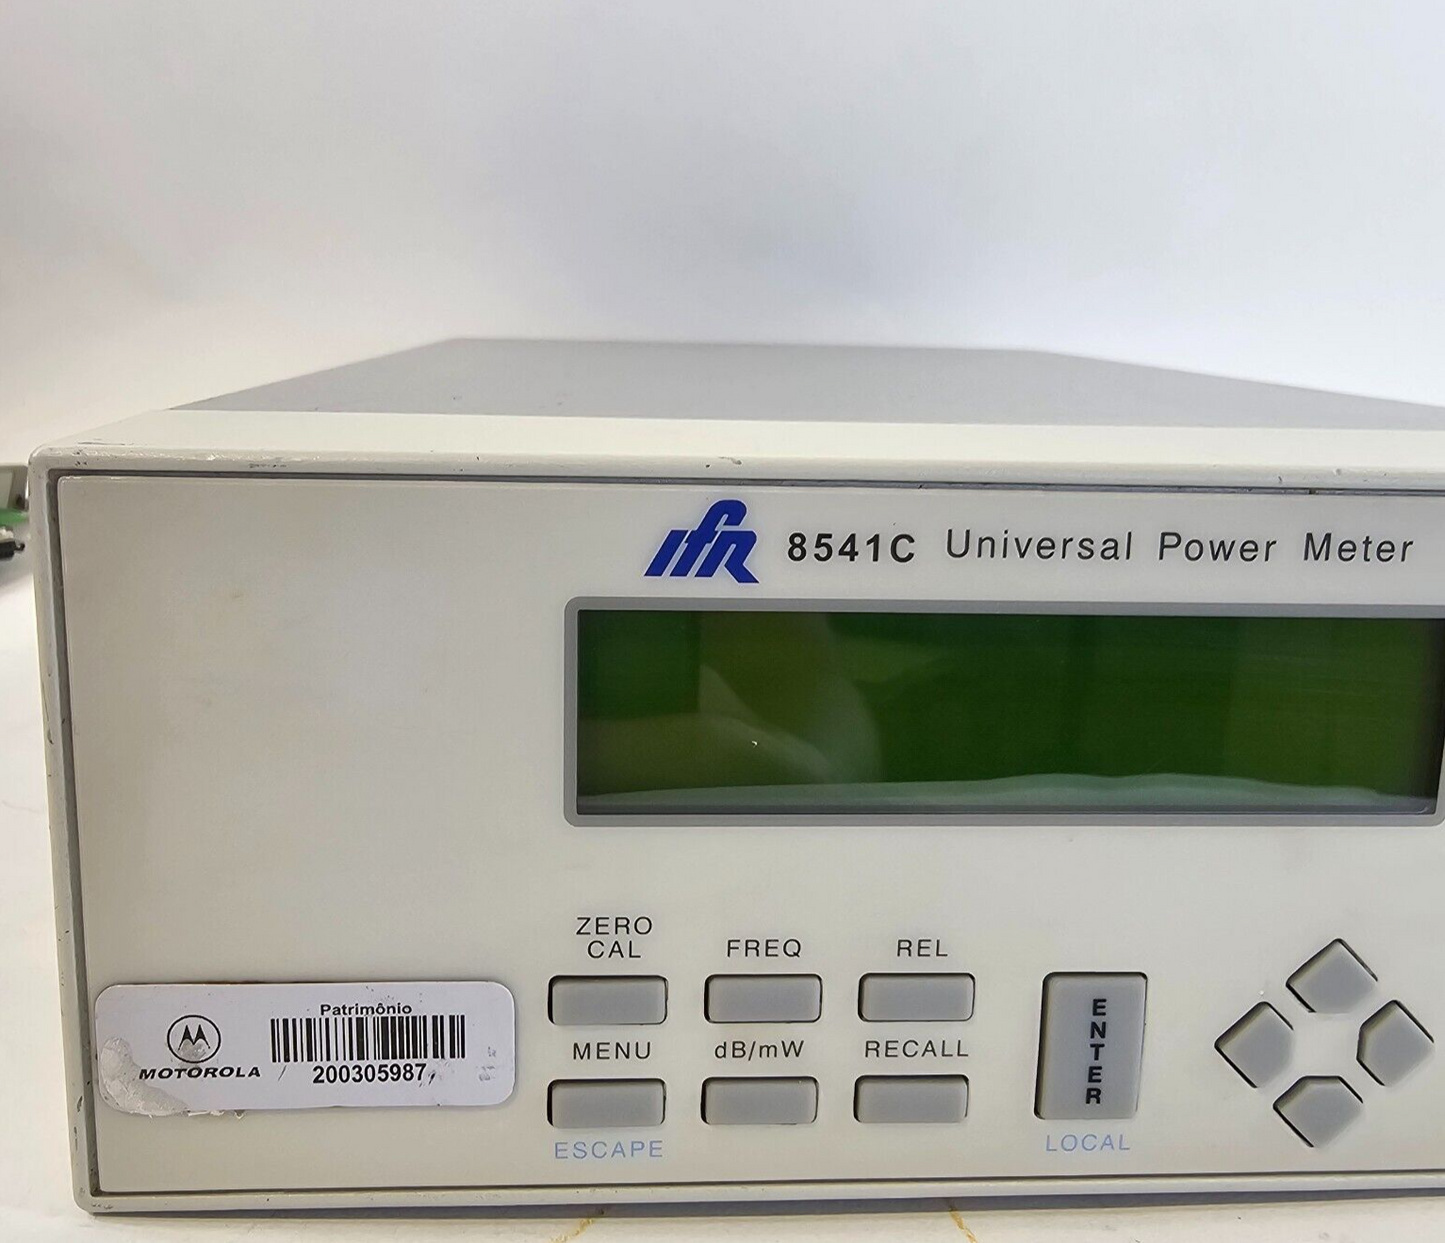 ifr 8541C Universal Power Meter
ZERO
CAL
FREQ
REL
MENU
dB/mW
RECALL
ENTER
ESCAPE
LOCAL
Patrimônio
MOTOROLA
200305987